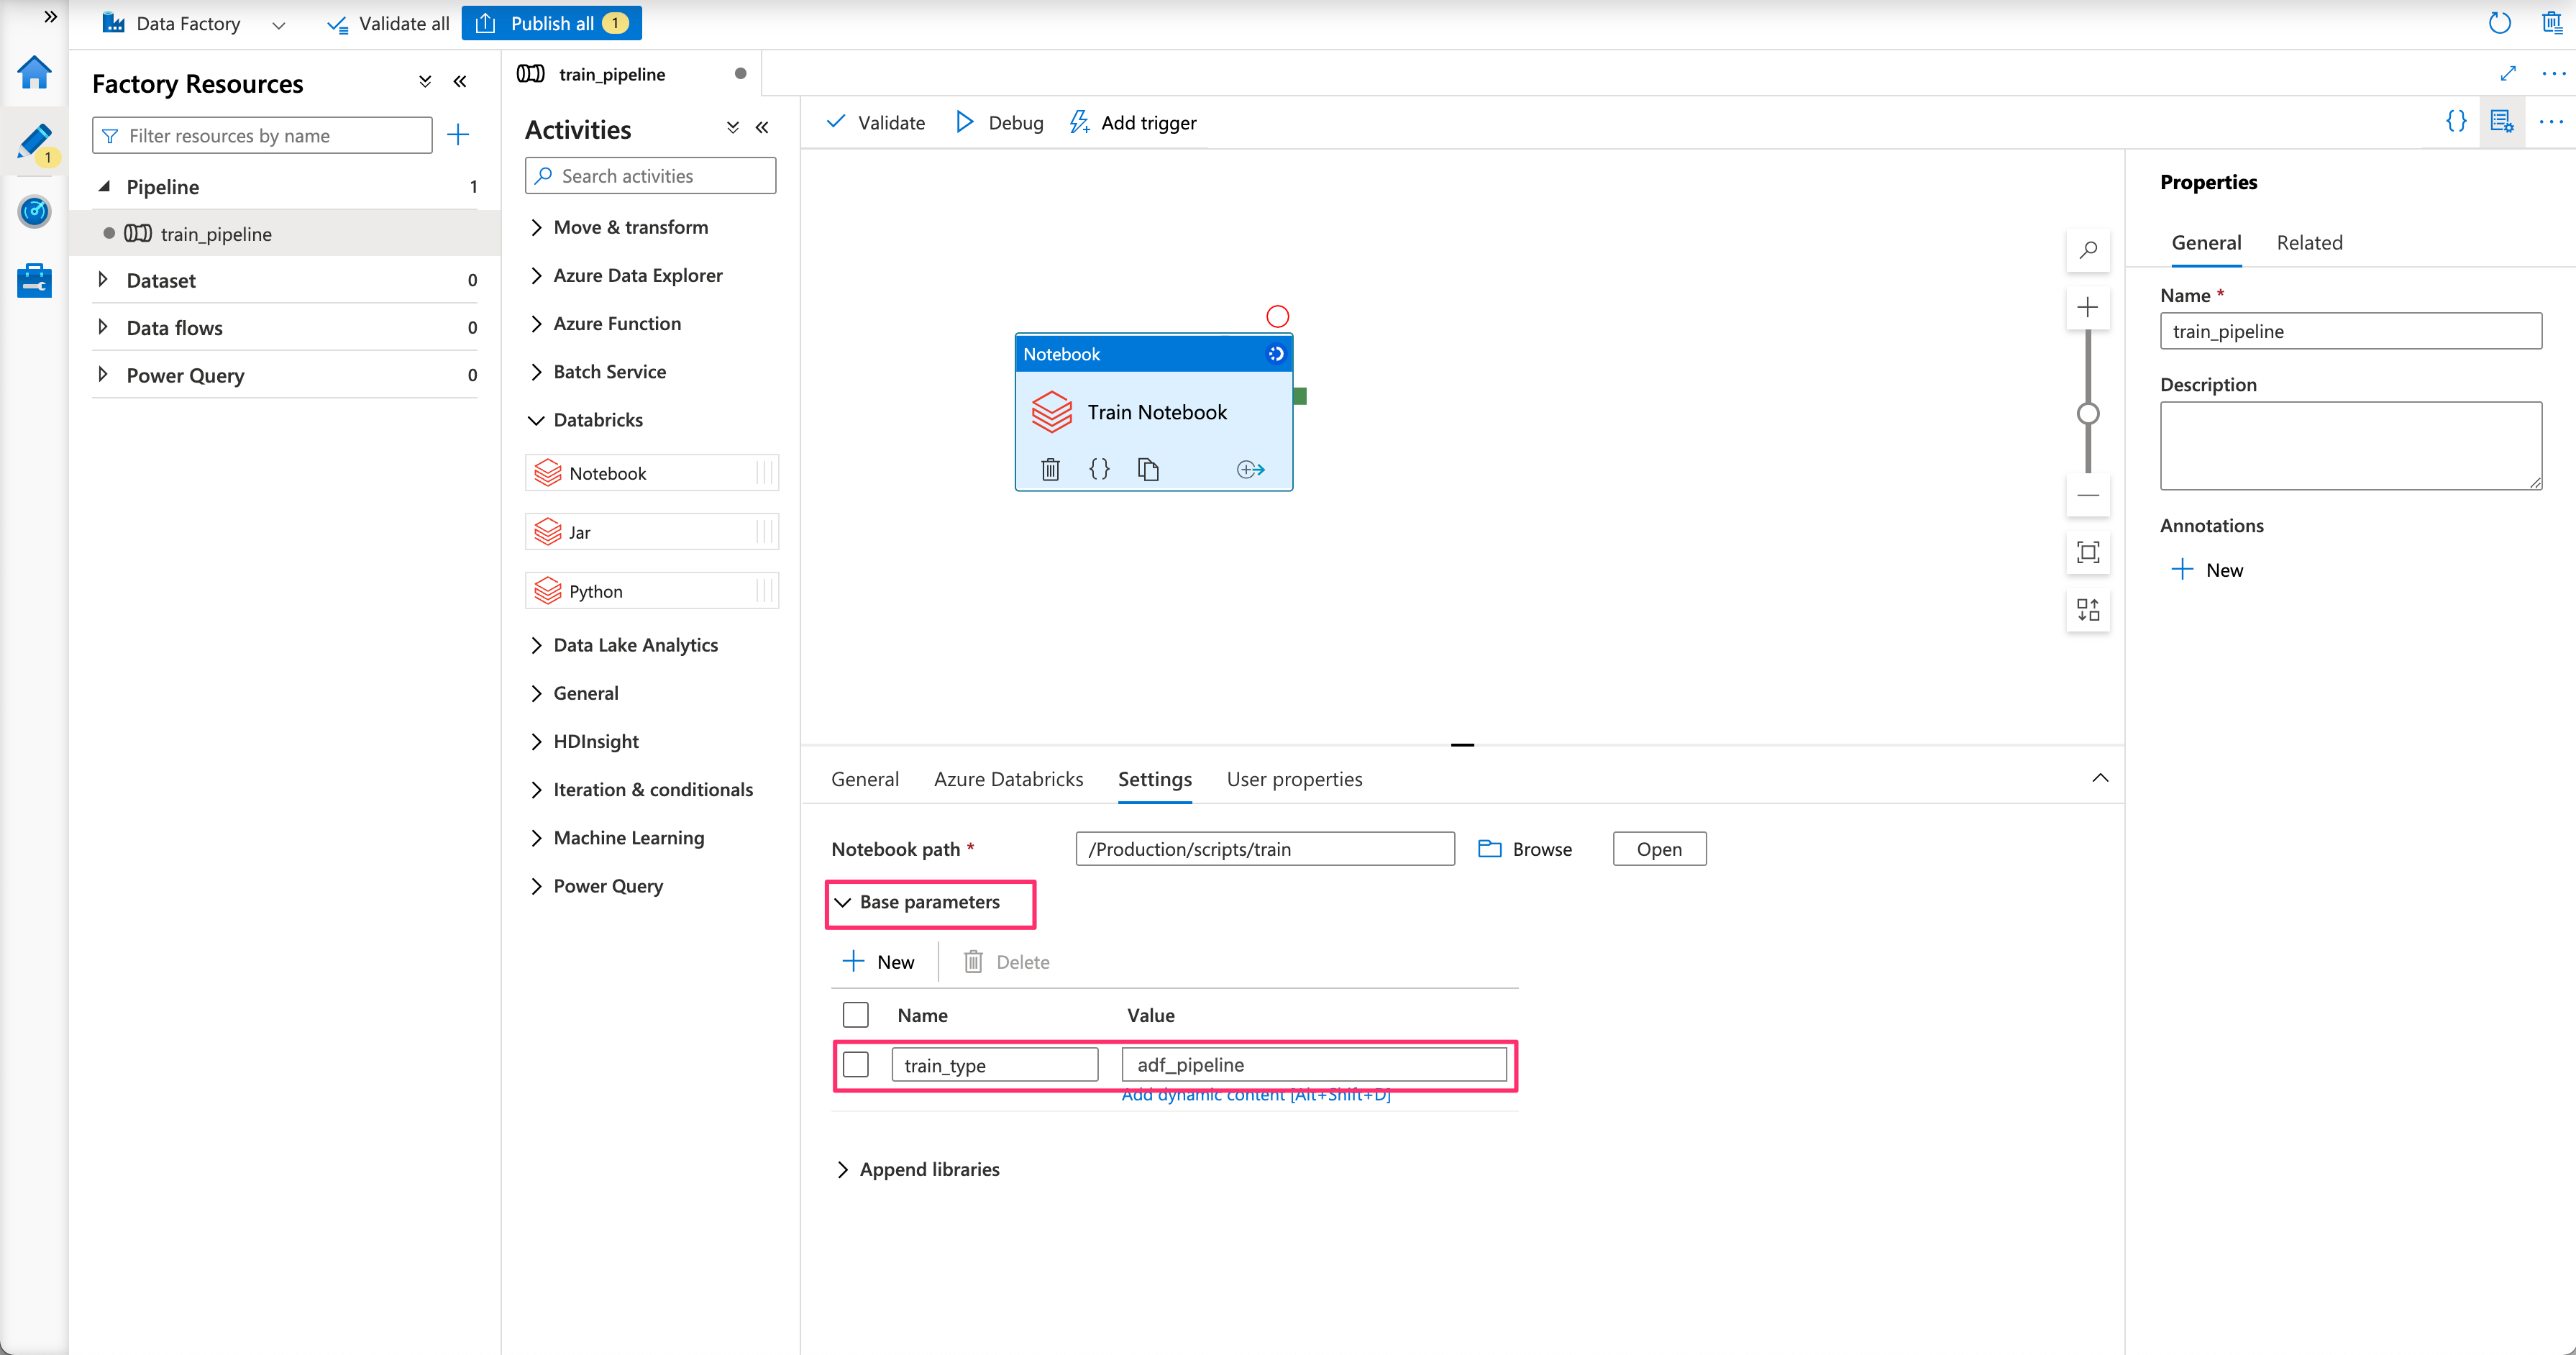 Data Factory
Validate all
Publish all 1
1
Factory Resources
Filter resources by name
Pipeline 1
train_pipeline
Dataset 0
Data flows 0
Power Query 0
train_pipeline
Activities
Search activities
Move & transform
Azure Data Explorer
Azure Function
Batch Service
Databricks
Notebook
Jar
Python
Data Lake Analytics
General
HDInsight
Iteration & conditionals
Machine Learning
Power Query
Validate Debug Add trigger
Notebook
Train Notebook
General Azure Databricks Settings User properties
Notebook path * /Production/scripts/train Browse Open
Base parameters
New Delete
Name Value
train_type adf_pipeline
Add dynamic content [Alt+Shift+D]
Append libraries
Properties
General Related
Name *
train_pipeline
Description
Annotations
New